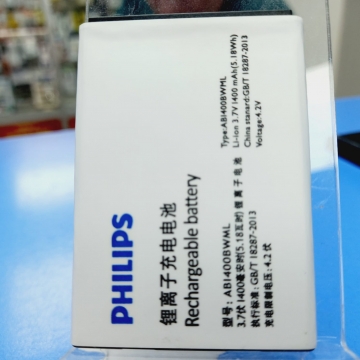 PHILIPS
锂离子充电电池
Rechargeable battery
型号: AB1400BWML
3.7伏 1400毫安时(5.18瓦时)锂离子电池
执行标准: GB/T 18287-2013
充电限制电压: 4.2伏
Type:AB1400BWML
Li-Ion 3.7V 1400 mAh(5.18Wh)
China stanard:GB/T 18287-2013
Voltage:4.2V